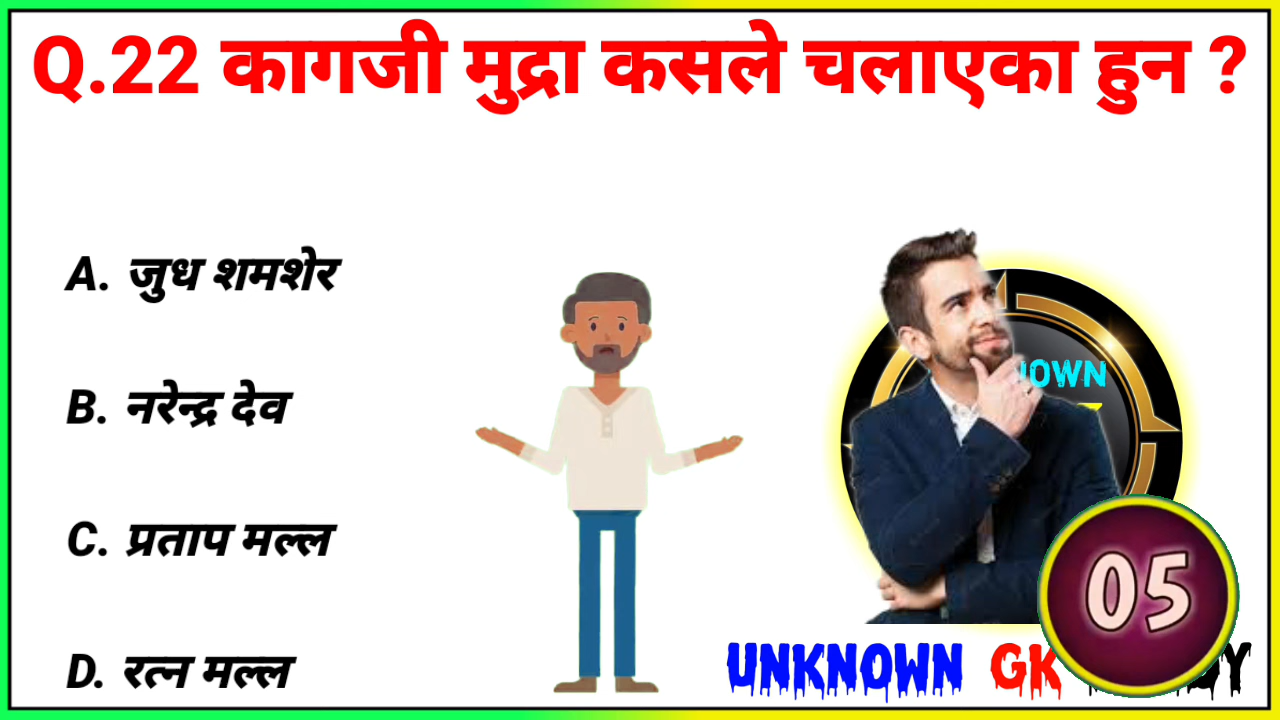 Q.22 कागजी मुद्रा कसले चलाएका हुन ?
A. जुध शमशेर
B. नरेन्द्र देव
C. प्रताप मल्ल
D. रत्न मल्ल
05
UNKNOWN GK